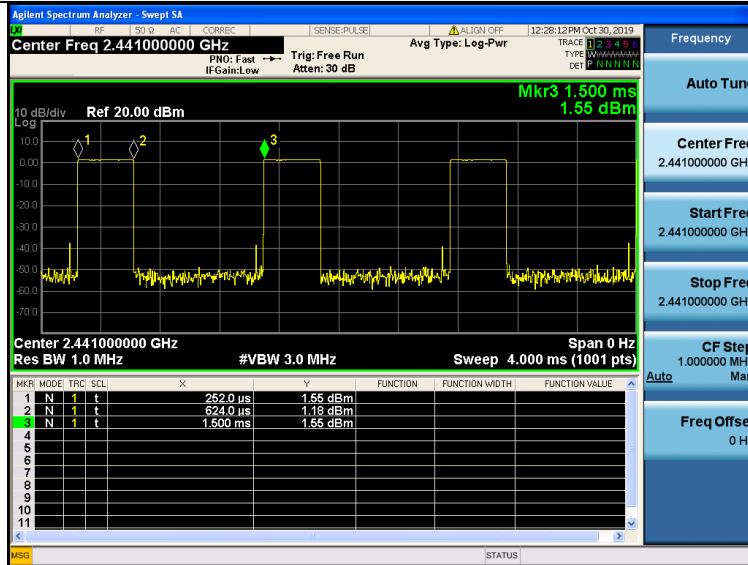 Agilent Spectrum Analyzer - Swept SA
LXI RF 50 Ω AC CORREC SENSE:PULSE ALIGN OFF 12:28:12 PM Oct 30, 2019
Center Freq 2.441000000 GHz
PNO: Fast
IFGain:Low
Trig: Free Run
Atten: 30 dB
Avg Type: Log-Pwr
TRACE 1 2 3 4 5 6
TYPE
DET P N N N N N
Mkr3 1.500 ms
1.55 dBm
10 dB/div Ref 20.00 dBm
Log
10.0
0.00
-10.0
-20.0
-30.0
-40.0
-50.0
-60.0
-70.0
1 2 3
Center 2.441000000 GHz Span 0 Hz
Res BW 1.0 MHz #VBW 3.0 MHz Sweep 4.000 ms (1001 pts)
MKR MODE TRC SCL X Y FUNCTION FUNCTION WIDTH FUNCTION VALUE
1 N 1 t 252.0 µs 1.55 dBm
2 N 1 t 624.0 µs 1.18 dBm
3 N 1 t 1.500 ms 1.55 dBm
4
5
6
7
8
9
10
11
MSG STATUS
Frequency
Auto Tun
Center Fre
2.441000000 GH
Start Fre
2.441000000 GH
Stop Fre
2.441000000 GH
CF Step
1.000000 MH
Auto Ma
Freq Offse
0 H